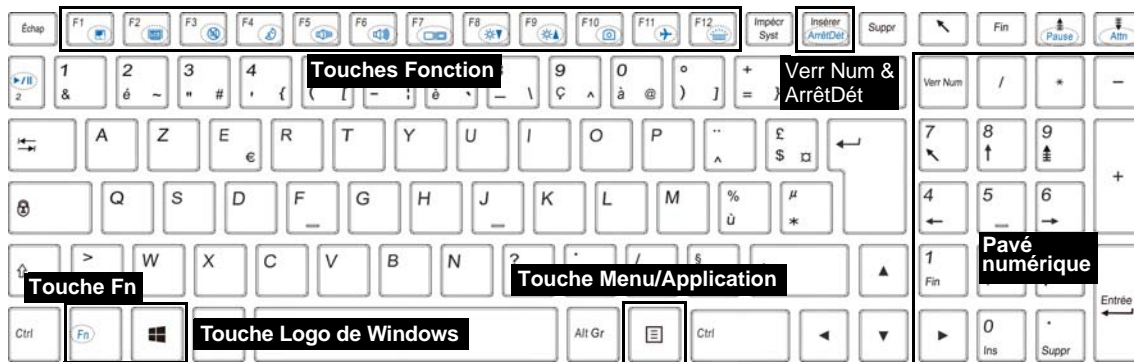 Échap F1 F2 F3 F4 F5 F6 F7 F8 F9 F10 F11 F12 Impécr Syst Insérer ArrêtDét Suppr Fin Pause Attn
Touches Fonction
Verr Num &
ArrêtDét
2 1 & 2 é ~ 3 " # 4 ' { ( [ - ¦ è ` _ \ 9 ç ^ 0 à @ ° ) ] + = } Verr Num / * -
A Z E € R T Y U I O P ¨ ^ £ $ ¤ 7 8 9 +
Q S D F G H J K L M % ù µ * 4 5 6
Pavé
numérique
> W X C V B N ? . / § 1 Fin Entrée
Touche Fn
Touche Menu/Application
Ctrl Fn Alt Gr Ctrl 0 Ins . Suppr
Touche Logo de Windows